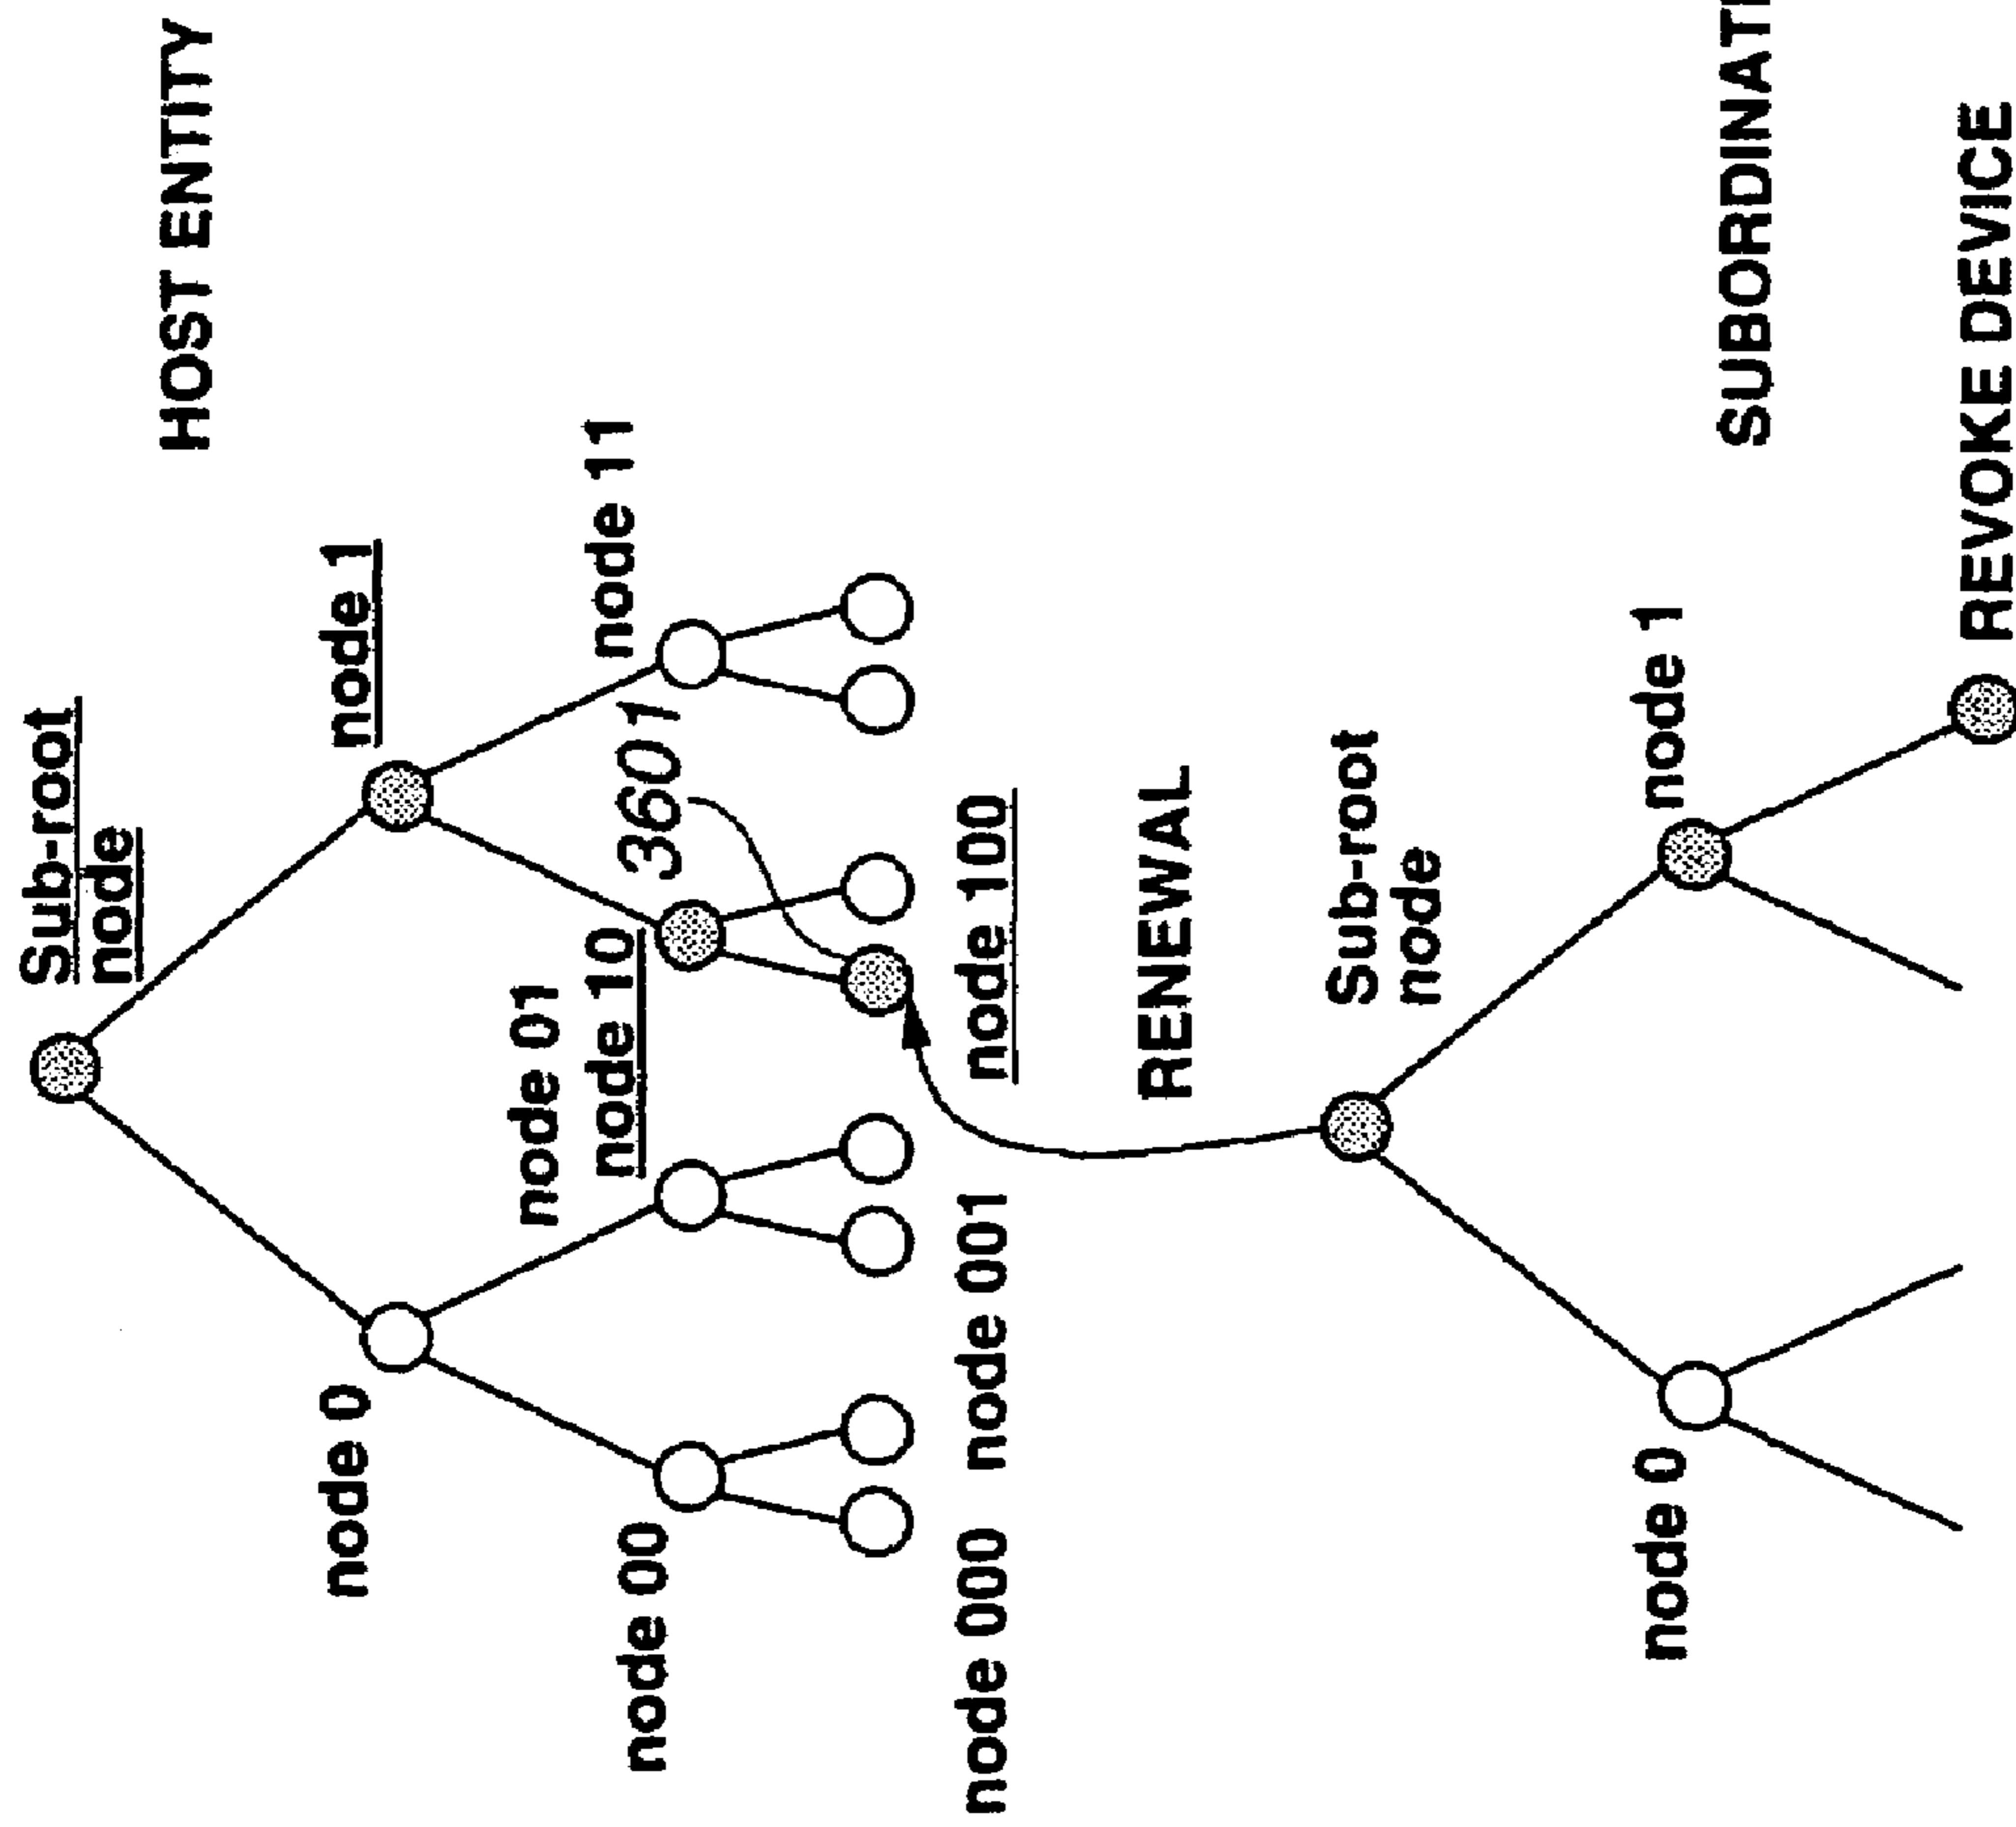 HOST ENTITY
Sub-root
node
node 0
node 1
node 00
node 01
node 10
node 11
3601
node 000
node 001
node 100
RENEWAL
Sub-root
node
node 0
node 1
SUBORDINAT
REVOKE DEVICE